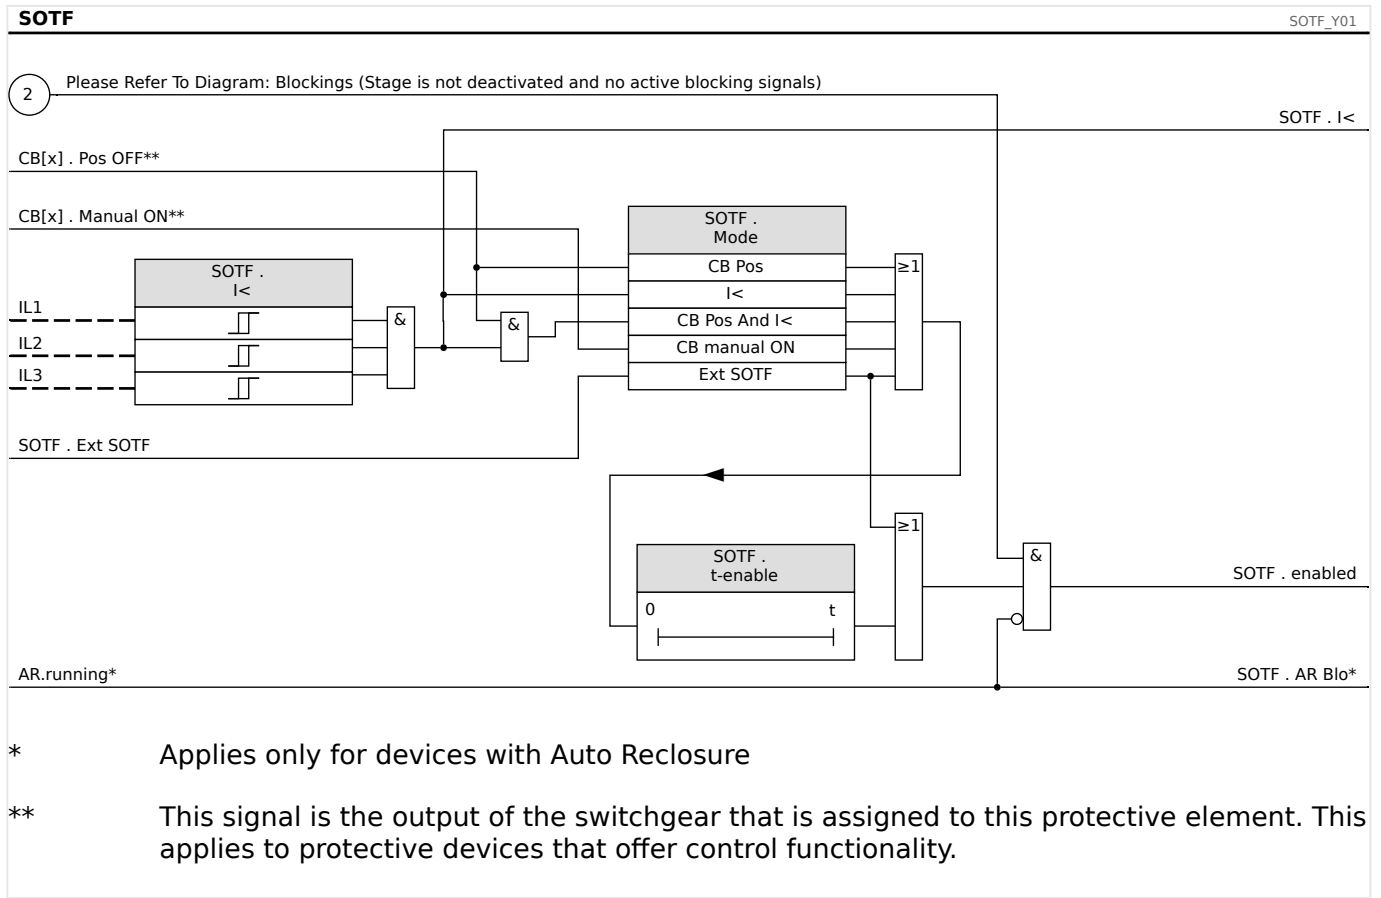 SOTF
SOTF_Y01
2
Please Refer To Diagram: Blockings (Stage is not deactivated and no active blocking signals)
SOTF . I<
CB[x] . Pos OFF**
CB[x] . Manual ON**
SOTF .
Mode
CB Pos
I<
CB Pos And I<
CB manual ON
Ext SOTF
≥1
SOTF .
I<
IL1
IL2
IL3
&
&
SOTF . Ext SOTF
≥1
&
SOTF .
t-enable
0
t
SOTF . enabled
AR.running*
SOTF . AR Blo*
* Applies only for devices with Auto Reclosure
** This signal is the output of the switchgear that is assigned to this protective element. This
applies to protective devices that offer control functionality.